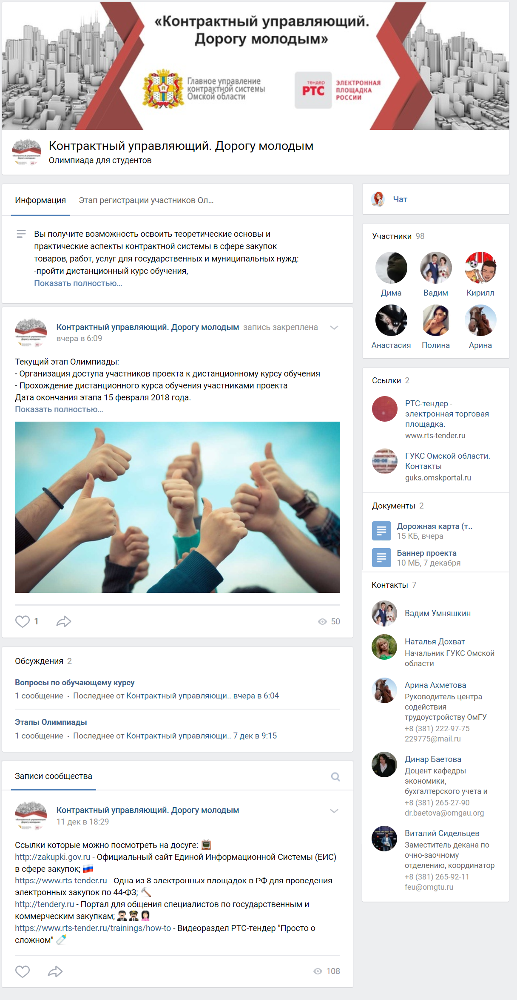 «Контрактный управляющий.
Дорогу молодым»
Главное управление
контрактной системы
Омской области
тендер
РТС
ЭЛЕКТРОННАЯ
ПЛОЩАДКА
РОССИИ
Контрактный управляющий. Дорогу молодым
Олимпиада для студентов
Информация
Этап регистрации участников Ол...
Вы получите возможность освоить теоретические основы и
практические аспекты контрактной системы в сфере закупок
товаров, работ, услуг для государственных и муниципальных нужд:
-пройти дистанционный курс обучения,
Показать полностью...
Контрактный управляющий. Дорогу молодым запись закреплена
вчера в 6:09
Текущий этап Олимпиады:
- Организация доступа участников проекта к дистанционному курсу обучения
- Прохождение дистанционного курса обучения участниками проекта
Дата окончания этапа 15 февраля 2018 года.
Показать полностью...
1
50
Обсуждения 2
Вопросы по обучающему курсу
1 сообщение · Последнее от Контрактный управляющи.. вчера в 6:04
Этапы Олимпиады
1 сообщение · Последнее от Контрактный управляющи.. 7 дек в 9:15
Записи сообщества
Контрактный управляющий. Дорогу молодым
11 дек в 18:29
Ссылки которые можно посмотреть на досуге:
http://zakupki.gov.ru - Официальный сайт Единой Информационной Системы (ЕИС)
в сфере закупок;
https://www.rts-tender.ru - Одна из 8 электронных площадок в РФ для проведения
электронных закупок по 44-ФЗ;
http://tendery.ru - Портал для общения специалистов по государственным и
коммерческим закупкам;
https://www.rts-tender.ru/trainings/how-to - Видеораздел РТС-тендер "Просто о
сложном"
108
Чат
Участники 98
Дима
Вадим
Кирилл
Анастасия
Полина
Арина
Ссылки 2
РТС-тендер -
электронная торговая
площадка.
www.rts-tender.ru
ГУКС Омской области.
Контакты
guks.omskportal.ru
Документы 2
Дорожная карта (т..
15 КБ, вчера
Баннер проекта
10 МБ, 7 декабря
Контакты 7
Вадим Умняшкин
Наталья Дохват
Начальник ГУКС Омской
области
Арина Ахметова
Руководитель центра
содействия
трудоустройству ОмГУ
+8 (381) 222-97-75
229775@mail.ru
Динар Баетова
Доцент кафедры
экономики,
бухгалтерского учета и
+8 (381) 265-27-90
dr.baetova@omgau.org
Виталий Сидельцев
Заместитель декана по
очно-заочному
отделению, координатор
+8 (381) 265-92-11
feu@omgtu.ru